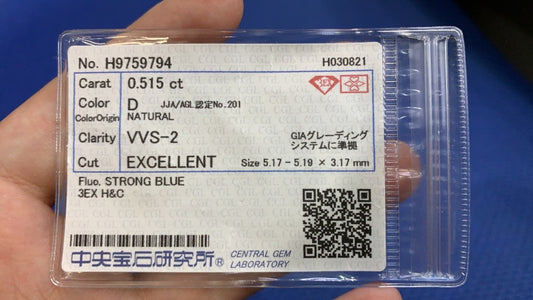 No. H9759794 H030821
Carat 0.515 ct
Color D JJA/AGL認定No.201
ColorOrigin NATURAL
Clarity VVS-2 GIAグレーディング
システムに準拠
Cut EXCELLENT Size 5.17 - 5.19 × 3.17 mm
Fluo. STRONG BLUE
3EX H&C
中央宝石研究所® CENTRAL GEM
LABORATORY